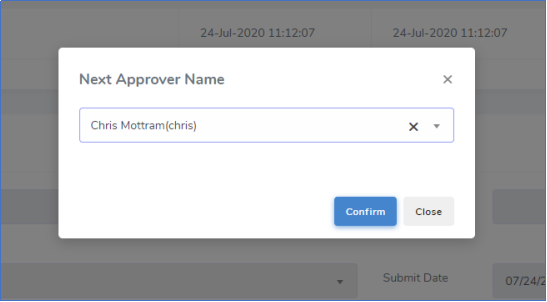 24-Jul-2020 11:12:07 24-Jul-2020 11:12:07
Next Approver Name
Chris Mottram(chris)
Confirm Close
Submit Date 07/24/2